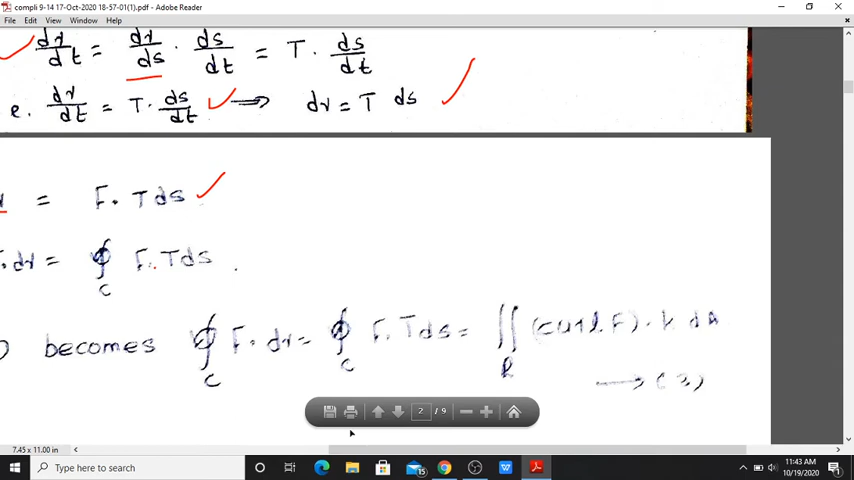 compli 9-14 17-Oct-2020 18-57-01(1).pdf - Adobe Reader
File Edit View Window Help
dr/dt = dr/ds · ds/dt = T · ds/dt
e. dr/dt = T · ds/dt ⟹ dr = T ds
= F. T ds
F.dr = ∮C F.T ds.
becomes ∮C F. dr = ∮C F.T ds = ∬R (curl F). k dA
→ (3)
2 / 9
7.45 x 11.00 in
Type here to search
15
11:43 AM
10/19/2020
1